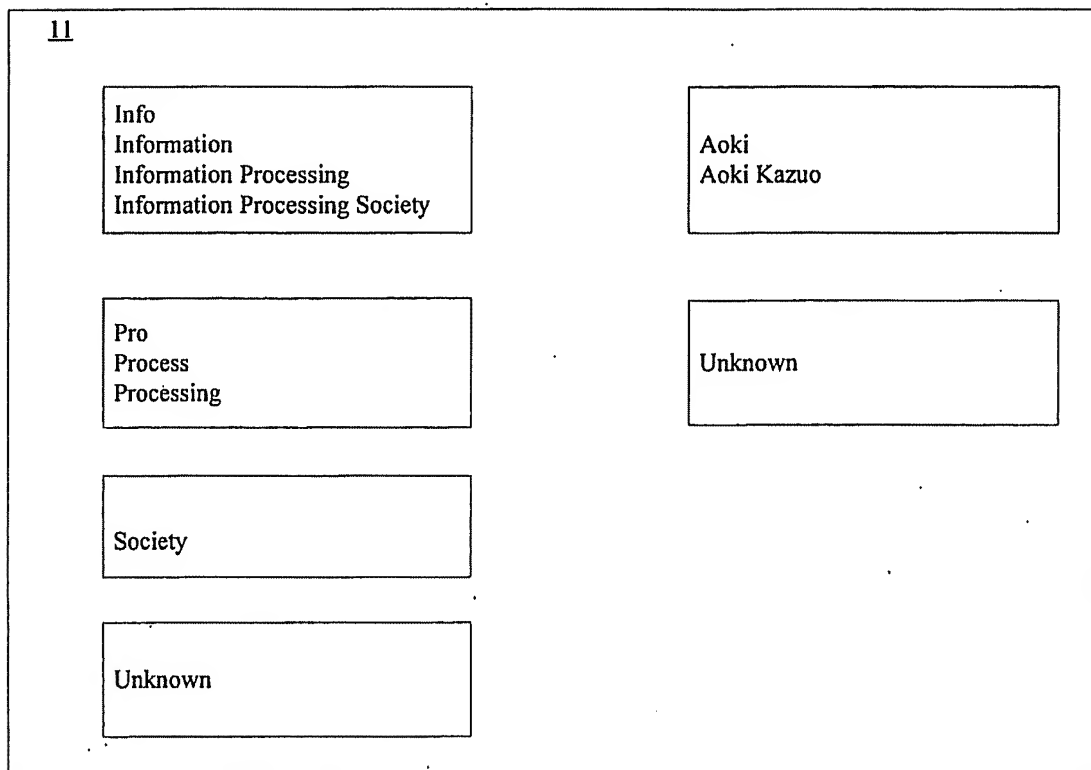 11
Info
Information
Information Processing
Information Processing Society
Pro
Process
Processing
Society
Unknown
Aoki
Aoki Kazuo
Unknown